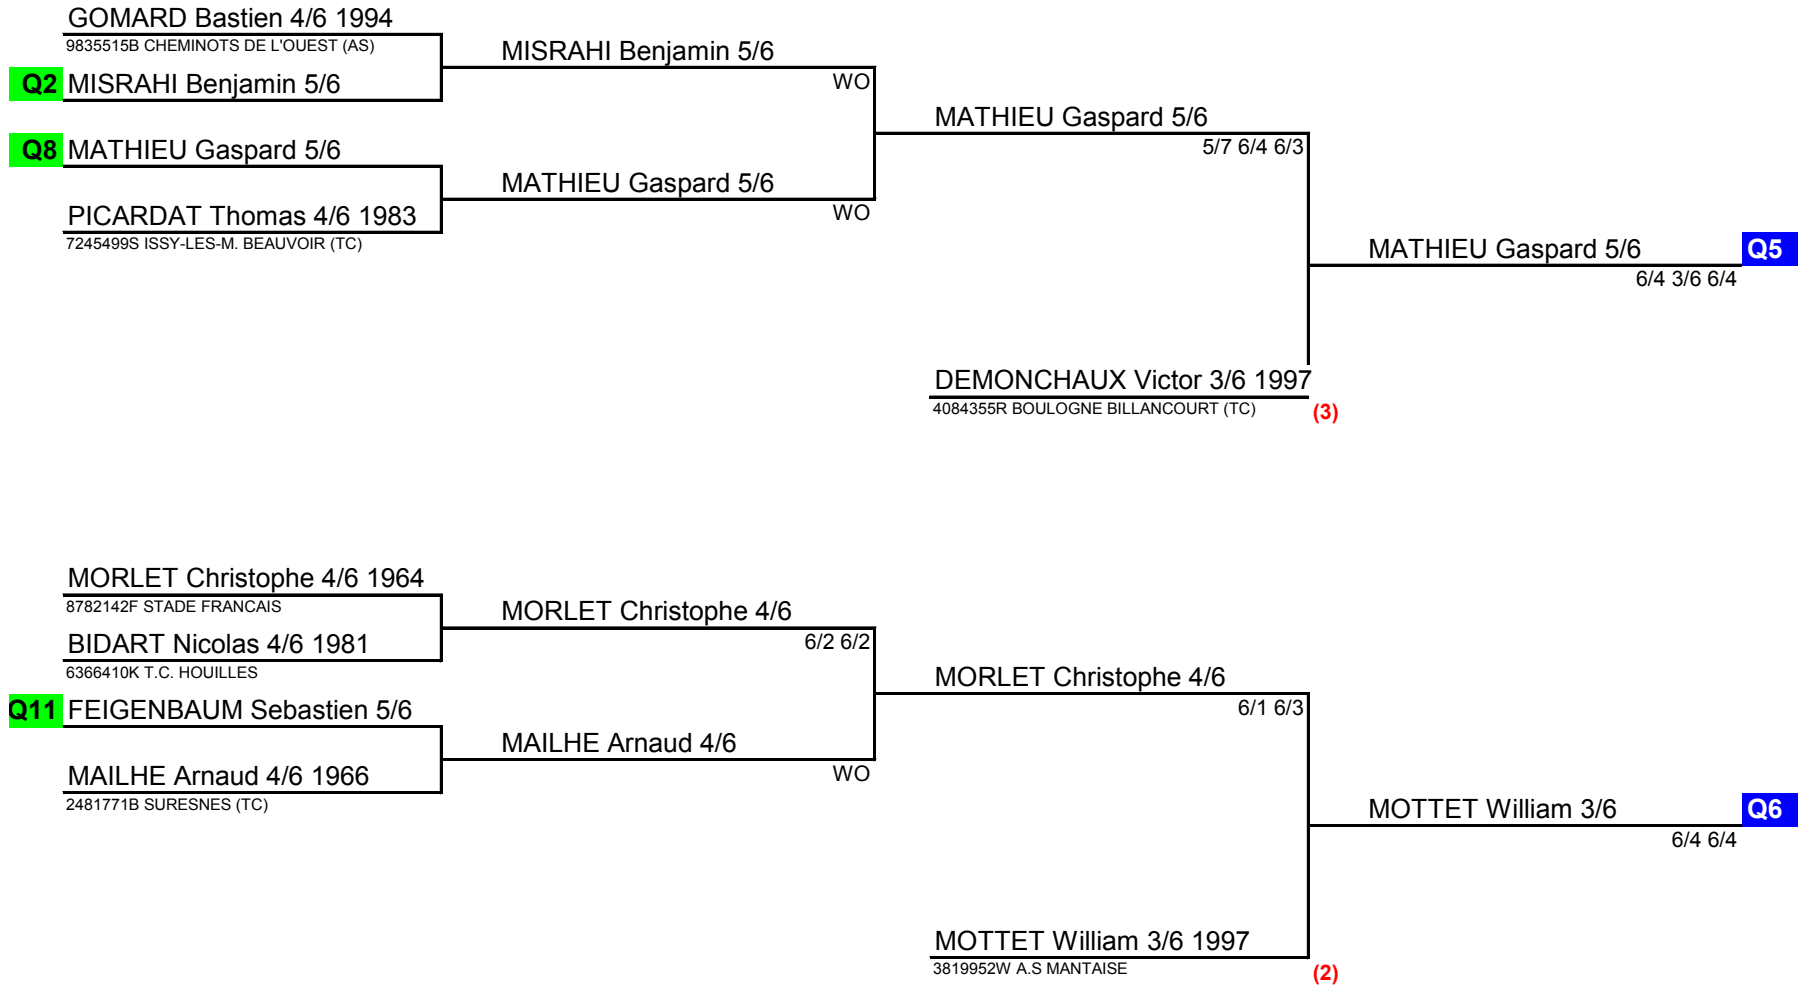 GOMARD Bastien 4/6 1994
9835515B CHEMINOTS DE L'OUEST (AS)
MISRAHI Benjamin 5/6
WO
Q2 MISRAHI Benjamin 5/6
MATHIEU Gaspard 5/6
5/7 6/4 6/3
Q8 MATHIEU Gaspard 5/6
MATHIEU Gaspard 5/6
WO
PICARDAT Thomas 4/6 1983
7245499S ISSY-LES-M. BEAUVOIR (TC)
MATHIEU Gaspard 5/6 Q5
6/4 3/6 6/4
DEMONCHAUX Victor 3/6 1997
4084355R BOULOGNE BILLANCOURT (TC) (3)
MORLET Christophe 4/6 1964
8782142F STADE FRANCAIS
MORLET Christophe 4/6
6/2 6/2
BIDART Nicolas 4/6 1981
6366410K T.C. HOUILLES
MORLET Christophe 4/6
6/1 6/3
Q11 FEIGENBAUM Sebastien 5/6
MAILHE Arnaud 4/6
WO
MAILHE Arnaud 4/6 1966
2481771B SURESNES (TC)
MOTTET William 3/6 Q6
6/4 6/4
MOTTET William 3/6 1997
3819952W A.S MANTAISE (2)